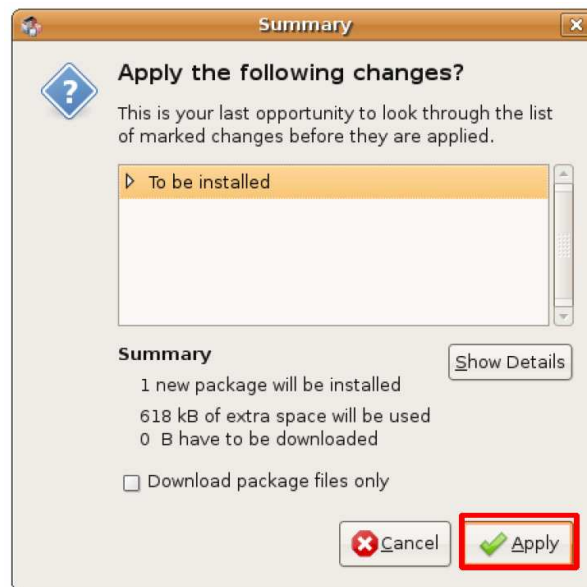 Summary
Apply the following changes?
This is your last opportunity to look through the list
of marked changes before they are applied.
To be installed
Summary
Show Details
1 new package will be installed
618 kB of extra space will be used
0 B have to be downloaded
Download package files only
Cancel
Apply